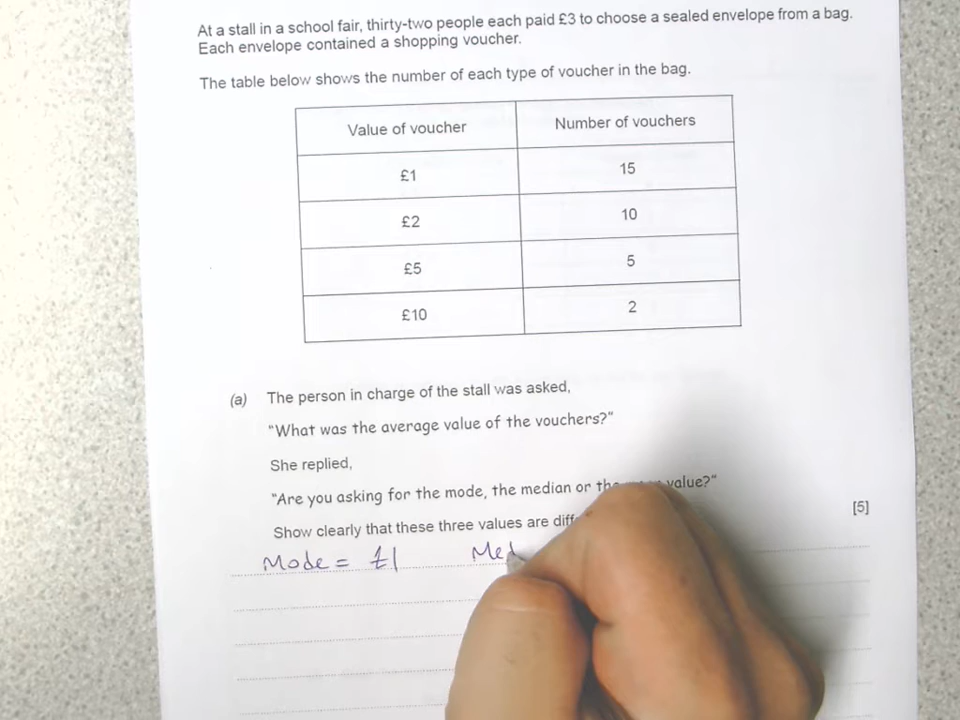 At a stall in a school fair, thirty-two people each paid £3 to choose a sealed envelope from a bag.
Each envelope contained a shopping voucher.
The table below shows the number of each type of voucher in the bag.
Value of voucher Number of vouchers
£1 15
£2 10
£5 5
£10 2
(a) The person in charge of the stall was asked,
"What was the average value of the vouchers?"
She replied,
"Are you asking for the mode, the median or value?"
Show clearly that these three values are
[5]
Mode = £1 Med